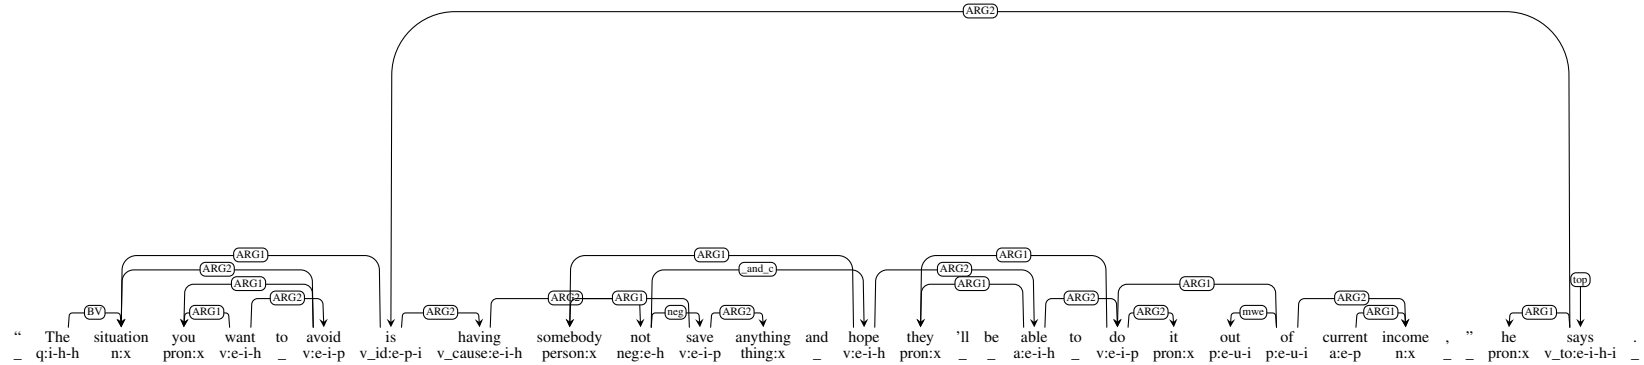 ARG2
ARG1 ARG1 ARG1
ARG2 _and_c ARG2
ARG1 ARG1 ARG1 top
ARG2 ARG2 ARG1 ARG2 ARG2
BV ARG1 ARG2 neg ARG2 ARG2 mwe ARG1 ARG1
“ The situation you want to avoid is having somebody not save anything and hope they 'll be able to do it out of current income , ” he says .
_ q:i-h-h n:x pron:x v:e-i-h _ v:e-i-p v_id:e-p-i v_cause:e-i-h person:x neg:e-h v:e-i-p thing:x _ v:e-i-h pron:x _ _ a:e-i-h _ v:e-i-p pron:x p:e-u-i p:e-u-i a:e-p n:x _ _ pron:x v_to:e-i-h-i _